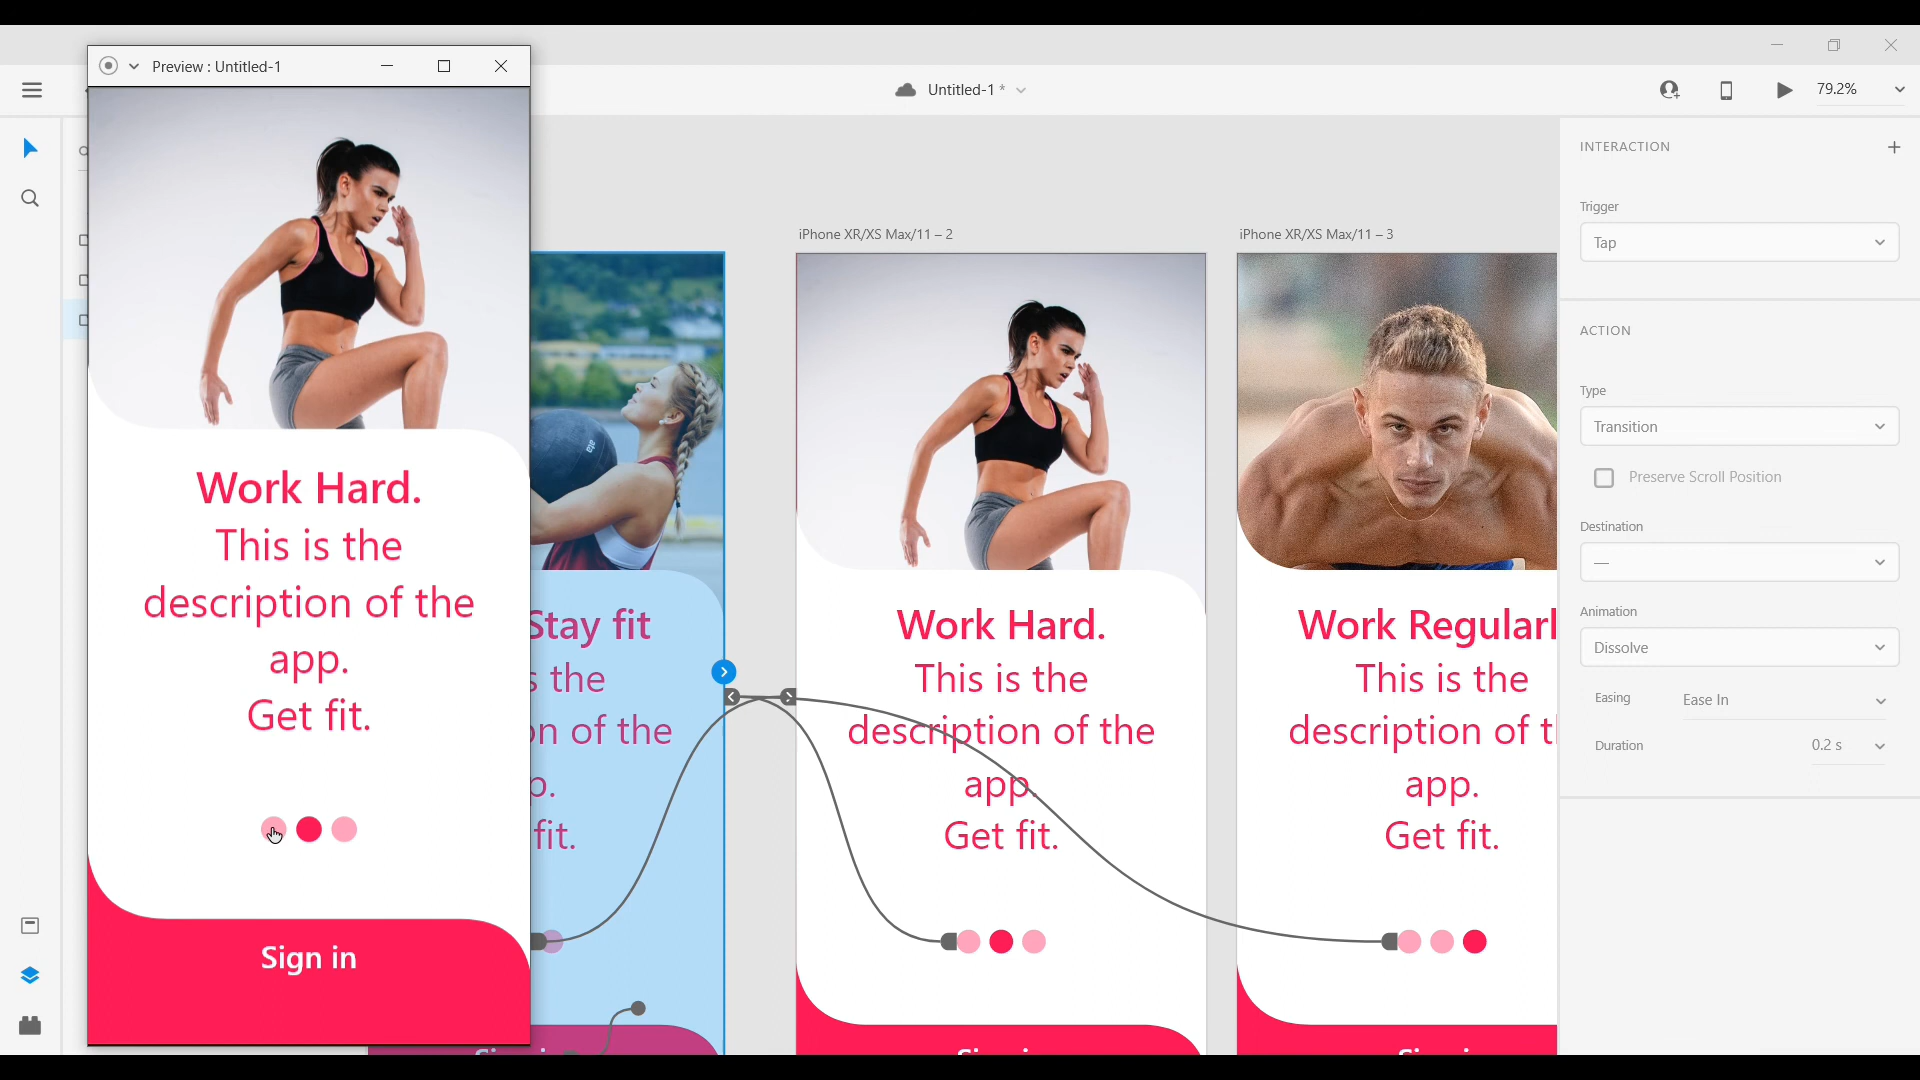 Preview : Untitled-1
Untitled-1 *
79.2%
Work Hard.
This is the
description of the
app.
Get fit.
Sign in
Stay fit
s the
on of the
p.
fit.
iPhone XR/XS Max/11 – 2
Work Hard.
This is the
description of the
app.
Get fit.
iPhone XR/XS Max/11 – 3
Work Regularl
This is the
description of t
app.
Get fit.
INTERACTION
Trigger
Tap
ACTION
Type
Transition
Preserve Scroll Position
Destination
—
Animation
Dissolve
Easing
Ease In
Duration
0.2 s